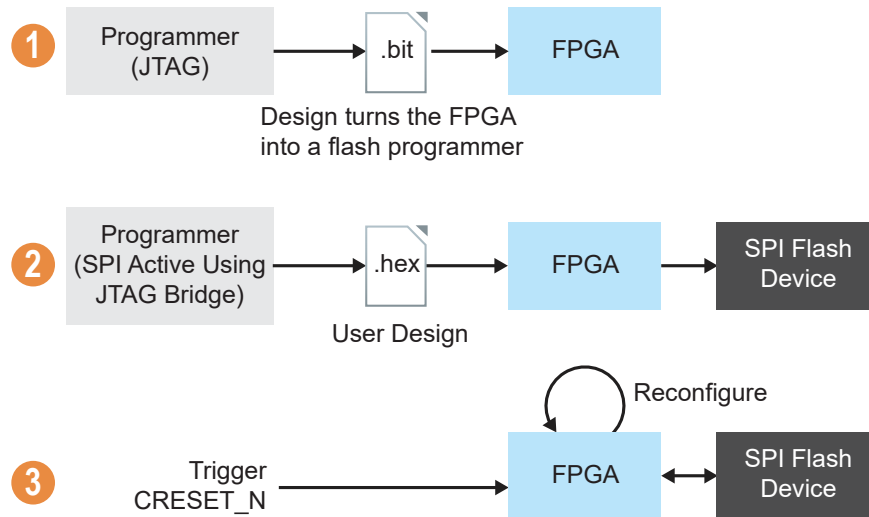 1
Programmer
(JTAG)
.bit
FPGA
Design turns the FPGA
into a flash programmer
2
Programmer
(SPI Active Using
JTAG Bridge)
.hex
FPGA
SPI Flash
Device
User Design
Reconfigure
3
Trigger
CRESET_N
FPGA
SPI Flash
Device